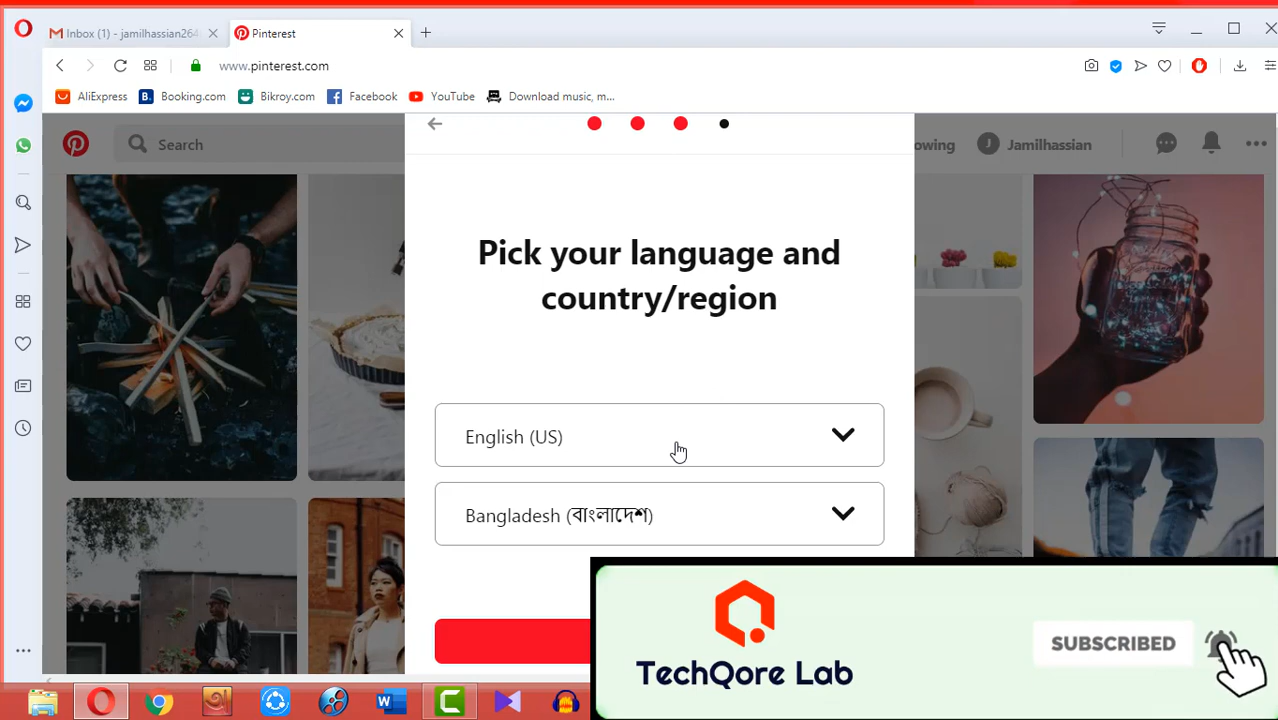 Inbox (1) - jamilhassian264
Pinterest
www.pinterest.com
AliExpress
B. Booking.com
Bikroy.com
Facebook
YouTube
Download music, m...
Search
owing
J Jamilhassian
Pick your language and
country/region
English (US)
Bangladesh (বাংলাদেশ)
TechQore Lab
SUBSCRIBED